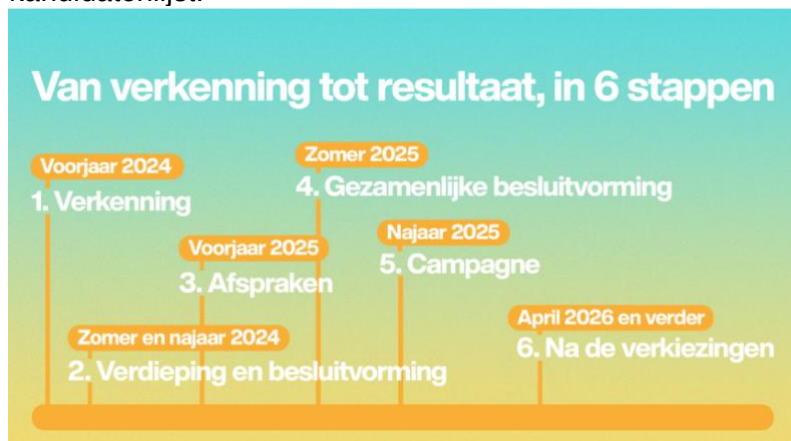 kandidatenlijst.
Van verkenning tot resultaat, in 6 stappen
Voorjaar 2024
1. Verkenning
Zomer en najaar 2024
2. Verdieping en besluitvorming
Voorjaar 2025
3. Afspraken
Zomer 2025
4. Gezamenlijke besluitvorming
Najaar 2025
5. Campagne
April 2026 en verder
6. Na de verkiezingen